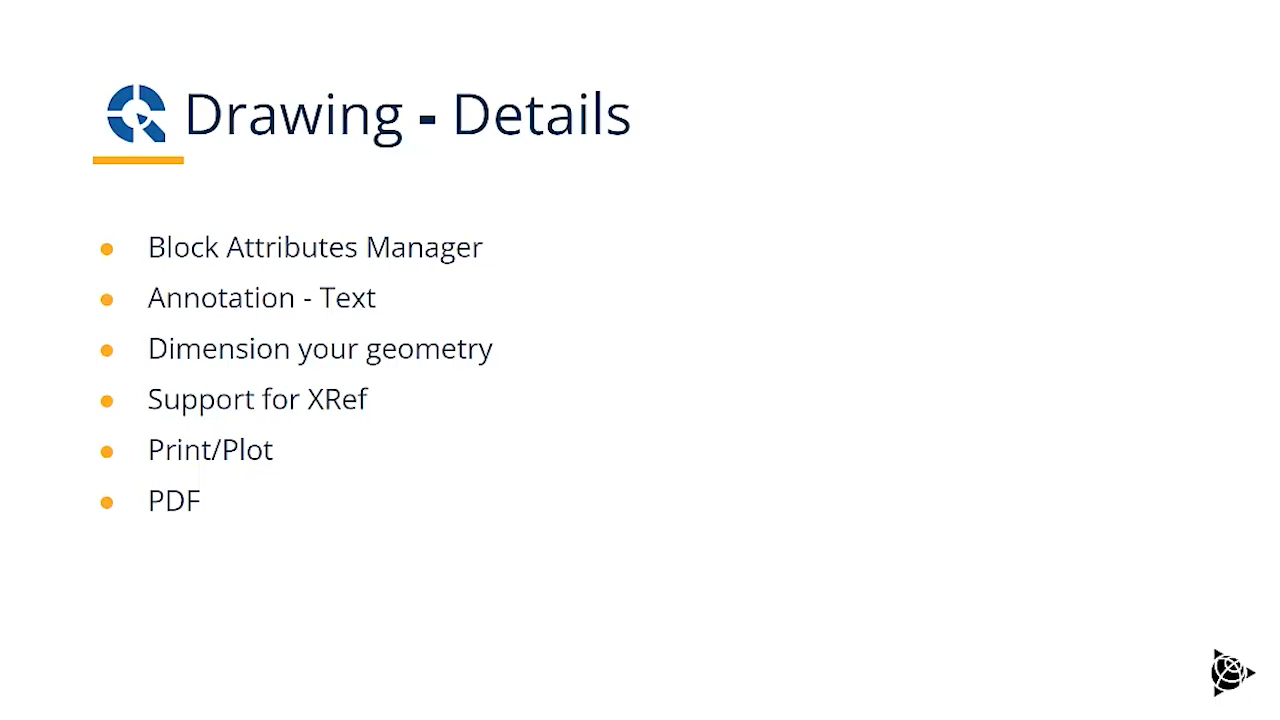 Drawing - Details
Block Attributes Manager
Annotation - Text
Dimension your geometry
Support for XRef
Print/Plot
PDF